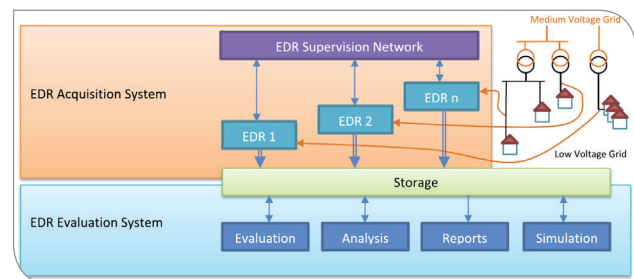 Medium Voltage Grid
EDR Supervision Network
EDR Acquisition System
EDR n
EDR 2
EDR 1
Low Voltage Grid
Storage
EDR Evaluation System
Evaluation
Analysis
Reports
Simulation